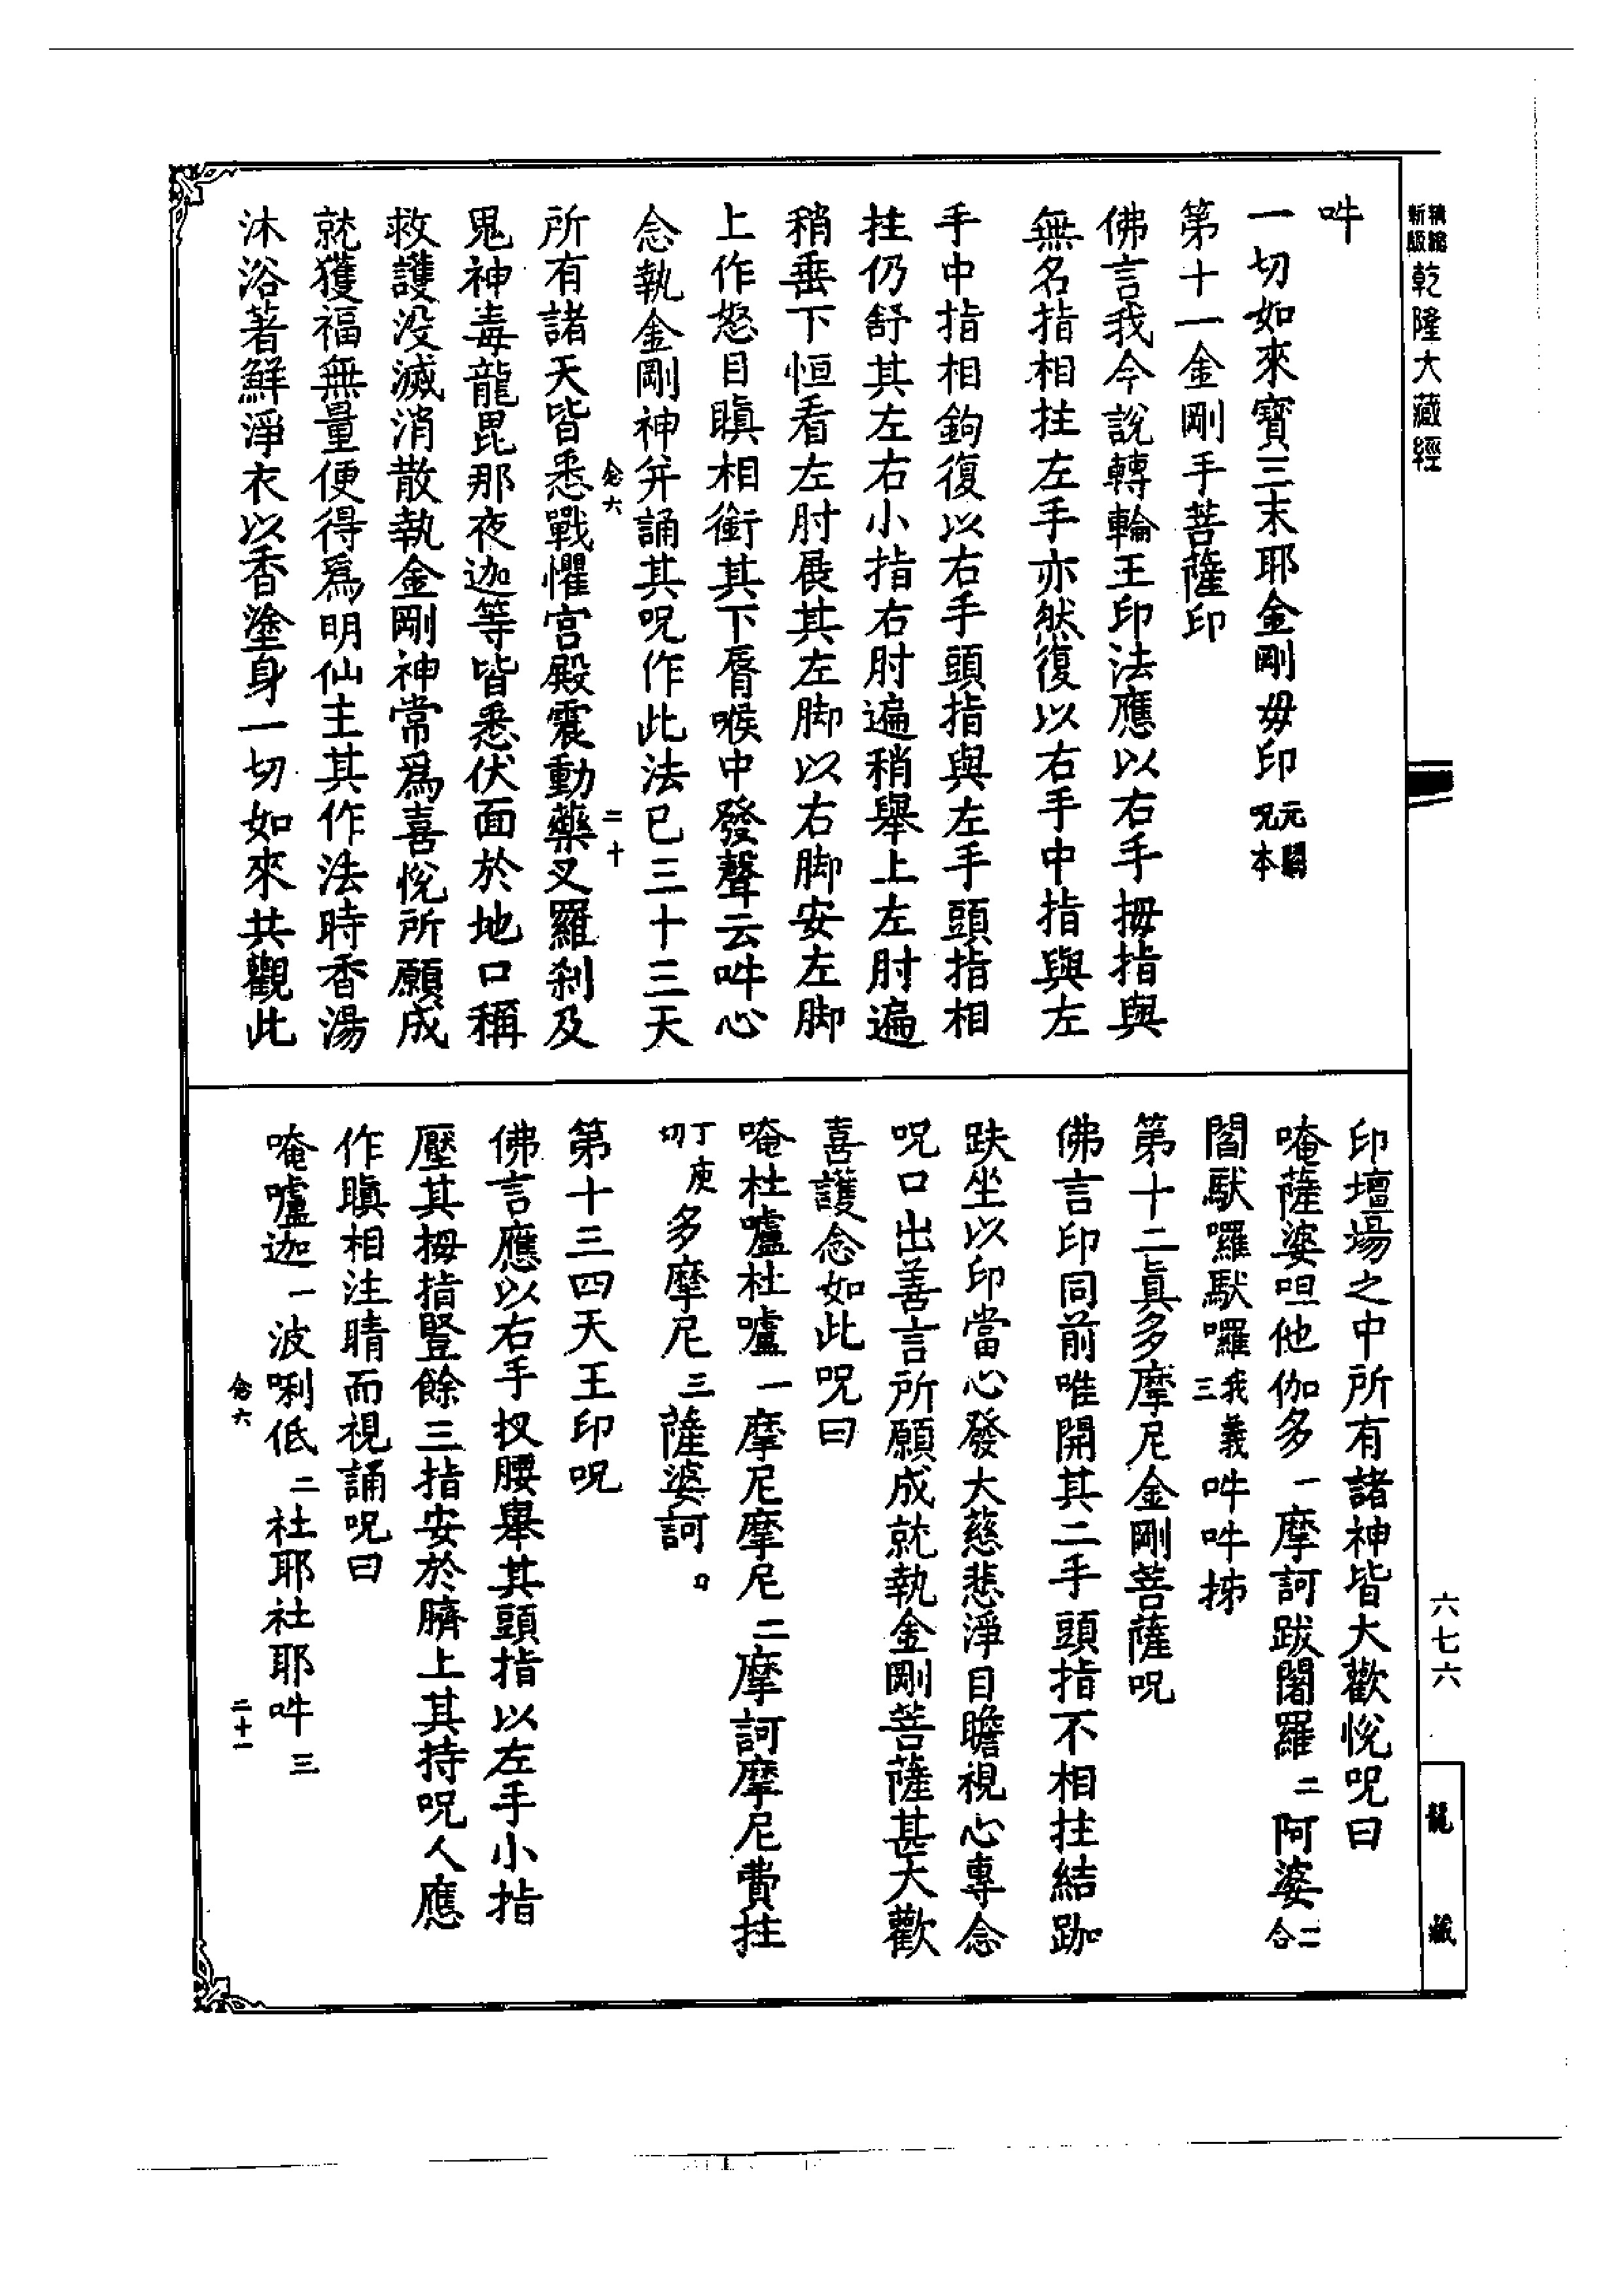 新縮
版縮乾隆大藏經
吽
一切如來寶三末耶金剛毋印元闕呪本
第十一金剛手菩薩印
佛言我今說轉輪王印法應以右手拇指與
無名指相拄左手亦然復以右手中指與左
手中指相鉤復以右手頭指與左手頭指相
拄仍舒其左右小指右肘遍稍舉上左肘遍
稍垂下恒看左肘展其左脚以右脚安左脚
上作怒目瞋相銜其下脣喉中發聲云吽心
念執金剛神并誦其呪作此法已三十三天
念六
二十
所有諸天皆悉戰懼宮殿震動藥叉羅刹及
鬼神毒龍毘那夜迦等皆悉伏面於地口稱
救護没滅消散執金剛神常爲喜悅所願成
就獲福無量便得爲明仙主其作法時香湯
沐浴著鮮淨衣以香塗身一切如來共觀此
印壇場之中所有諸神皆大歡悅呪曰
唵薩婆呾他伽多一摩訶跋闍羅二阿婆二合
閻馱囉馱囉我義三吽吽抺
第十二眞多摩尼金剛菩薩呪
佛言印同前唯開其二手頭指不相拄結跏
趺坐以印當心發大慈悲淨目瞻視心專念
呪口出善言所願成就執金剛菩薩甚大歡
喜護念如此呪曰
唵杜嚧杜嚧一摩尼摩尼二摩訶摩尼費拄
丁庚切多摩尼三薩婆訶口
第十三四天王印呪
佛言應以右手扠腰舉其頭指以左手小指
壓其拇指豎餘三指安於臍上其持呪人應
作瞋相注睛而視誦呪曰
唵嚧迦一波唎低二社耶社耶吽三
念六
二十一
六七六
龍藏